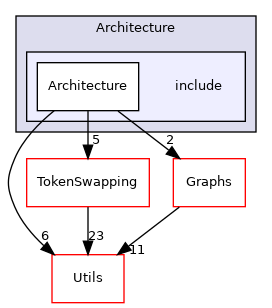 Architecture
Architecture include
5 2
TokenSwapping Graphs
6 23 11
Utils